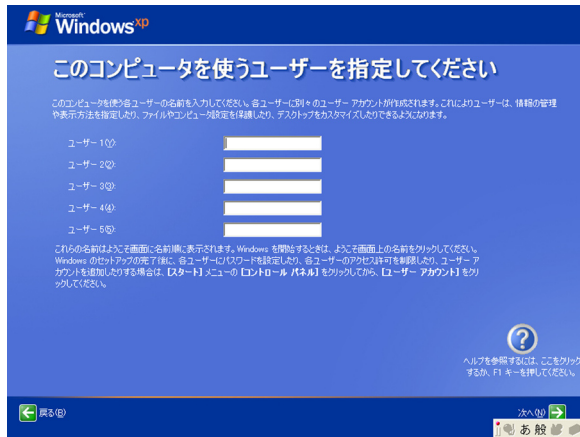 Microsoft
Windows xp
このコンピュータを使うユーザーを指定してください
このコンピュータを使う各ユーザーの名前を入力してください。各ユーザーに別々のユーザー アカウントが作成されます。これによりユーザーは、情報の管理
や表示方法を指定したり、ファイルやコンピュータ設定を保護したり、デスクトップをカスタマイズしたりできるようになります。
ユーザー 1(Y):
ユーザー 2(2):
ユーザー 3(3):
ユーザー 4(4):
ユーザー 5(5):
これらの名前はようこそ画面に名前順に表示されます。Windows を開始するときは、ようこそ画面上の名前をクリックしてください。
Windows のセットアップの完了後に、各ユーザーにパスワードを設定したり、各ユーザーのアクセス許可を制限したり、ユーザー ア
カウントを追加したりする場合は、[スタート] メニューの [コントロール パネル] をクリックしてから、[ユーザー アカウント] をクリ
ックしてください。
?
ヘルプを参照するには、ここをクリック
するか、F1 キーを押してください。
戻る(B)
次へ(N)
あ 般